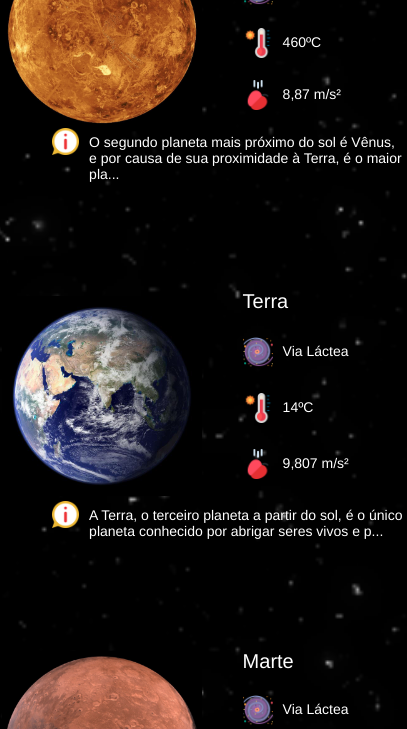 460ºC
8,87 m/s²
O segundo planeta mais próximo do sol é Vênus,
e por causa de sua proximidade à Terra, é o maior
pla...
Terra
Via Láctea
14ºC
9,807 m/s²
A Terra, o terceiro planeta a partir do sol, é o único
planeta conhecido por abrigar seres vivos e p...
Marte
Via Láctea